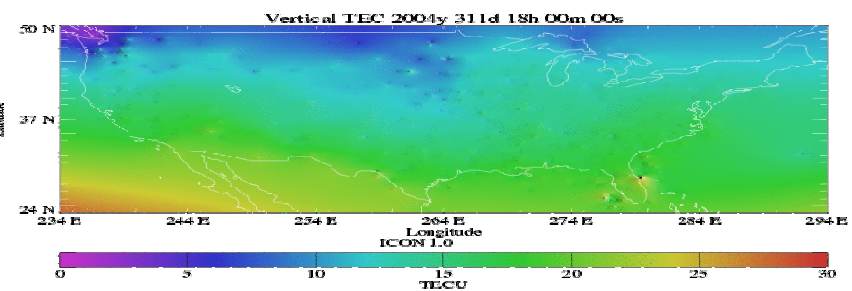 Vertical TEC 2004y 311d 18h 00m 00s
50 N
37 N
24 N
234 E 244 E 254 E 264 E 274 E 284 E 294 E
Longitude
ICON 1.0
0 5 10 15 20 25 30
TECU